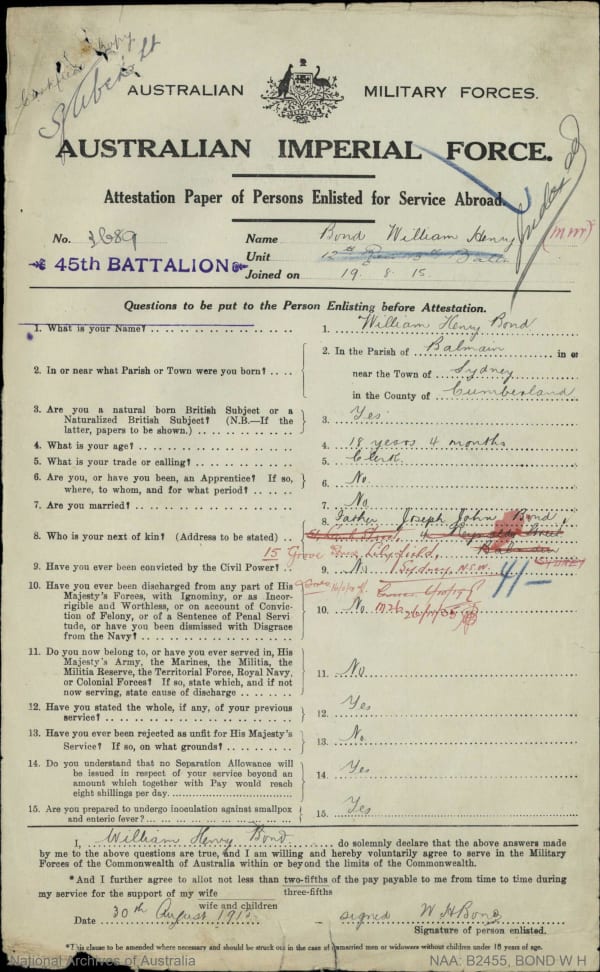 Certified Copy
AUSTRALIAN MILITARY FORCES.
AUSTRALIAN IMPERIAL FORCE.
Attestation Paper of Persons Enlisted for Service Abroad.
Indexed
No. 3689 Name Bond William Henry (mm)
45th BATTALION Unit
Joined on 19.8.15.
Questions to be put to the Person Enlisting before Attestation.
1. What is your Name? 1. William Henry Bond
2. In or near what Parish or Town were you born? 2. In the Parish of Balmain in or
near the Town of Sydney
in the County of Cumberland
3. Are you a natural born British Subject or a
Naturalized British Subject? (N.B.—If the
latter, papers to be shown.) 3. Yes
4. What is your age? 4. 18 years 4 months
5. What is your trade or calling? 5. Clerk.
6. Are you, or have you been, an Apprentice? If so,
where, to whom, and for what period? 6. No
7. Are you married? 7. No
8. Who is your next of kin? (Address to be stated) 8. Father Joseph John Bond,
Street
Balmain
15 Grove Street Lilyfield,
Sydney N.S.W.
SYDNEY
9. Have you ever been convicted by the Civil Power? 9. No
41/-
10. Have you ever been discharged from any part of His
Majesty's Forces, with Ignominy, or as Incor-
rigible and Worthless, or on account of Convic-
tion of Felony, or of a Sentence of Penal Servi-
tude, or have you been dismissed with Disgrace
from the Navy? 10. No
11. Do you now belong to, or have you ever served in, His
Majesty's Army, the Marines, the Militia, the
Militia Reserve, the Territorial Force, Royal Navy,
or Colonial Forces? If so, state which, and if not
now serving, state cause of discharge 11. No
12. Have you stated the whole, if any, of your previous
service? 12. Yes
13. Have you ever been rejected as unfit for His Majesty's
Service? If so, on what grounds? 13. No
14. Do you understand that no Separation Allowance will
be issued in respect of your service beyond an
amount which together with Pay would reach
eight shillings per day. 14. Yes
15. Are you prepared to undergo inoculation against smallpox
and enteric fever? 15. Yes
I, William Henry Bond do solemnly declare that the above answers made
by me to the above questions are true, and I am willing and hereby voluntarily agree to serve in the Military
Forces of the Commonwealth of Australia within or beyond the limits of the Commonwealth.
*And I further agree to allot not less than two-fifths of the pay payable to me from time to time during
three-fifths
my service for the support of my wife
wife and children
Date 30th August 1915 signed W H Bond
Signature of person enlisted.
*This clause to be amended where necessary and should be struck out in the case of unmarried men or widowers without children under 18 years of age.
National Archives of Australia NAA: B2455, BOND W H